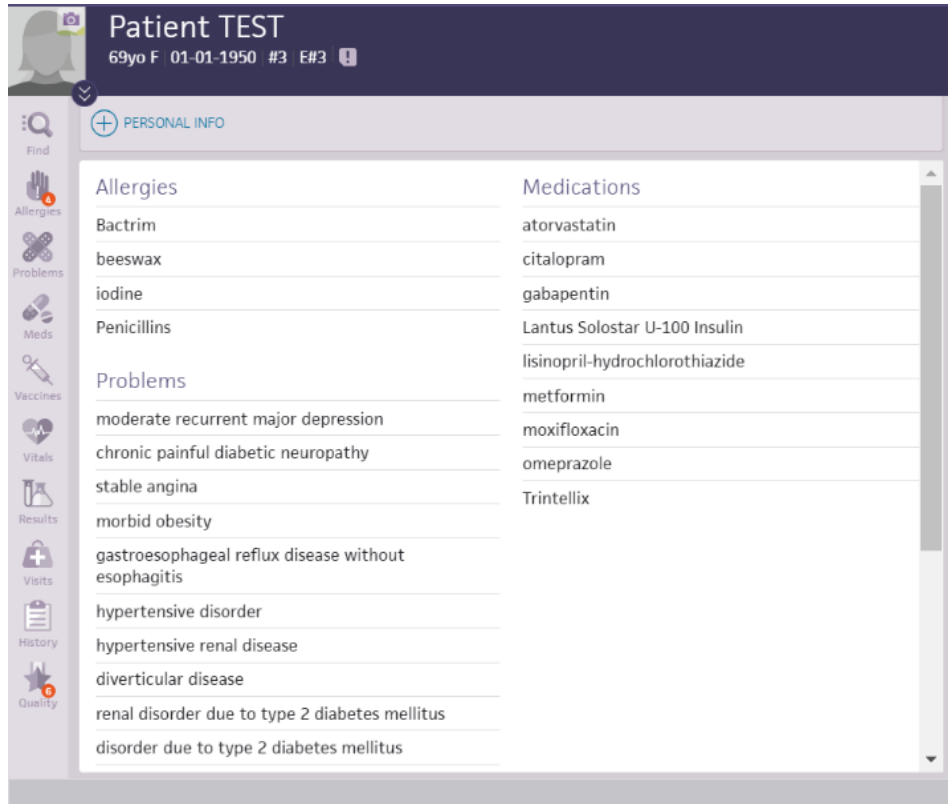 Patient TEST
69yo F 01-01-1950 #3 E#3 !
PERSONAL INFO
Find
4
Allergies
Problems
Meds
Vaccines
Vitals
Results
Visits
History
6
Quality
Allergies
Bactrim
beeswax
iodine
Penicillins
Problems
moderate recurrent major depression
chronic painful diabetic neuropathy
stable angina
morbid obesity
gastroesophageal reflux disease without
esophagitis
hypertensive disorder
hypertensive renal disease
diverticular disease
renal disorder due to type 2 diabetes mellitus
disorder due to type 2 diabetes mellitus
Medications
atorvastatin
citalopram
gabapentin
Lantus Solostar U-100 Insulin
lisinopril-hydrochlorothiazide
metformin
moxifloxacin
omeprazole
Trintellix